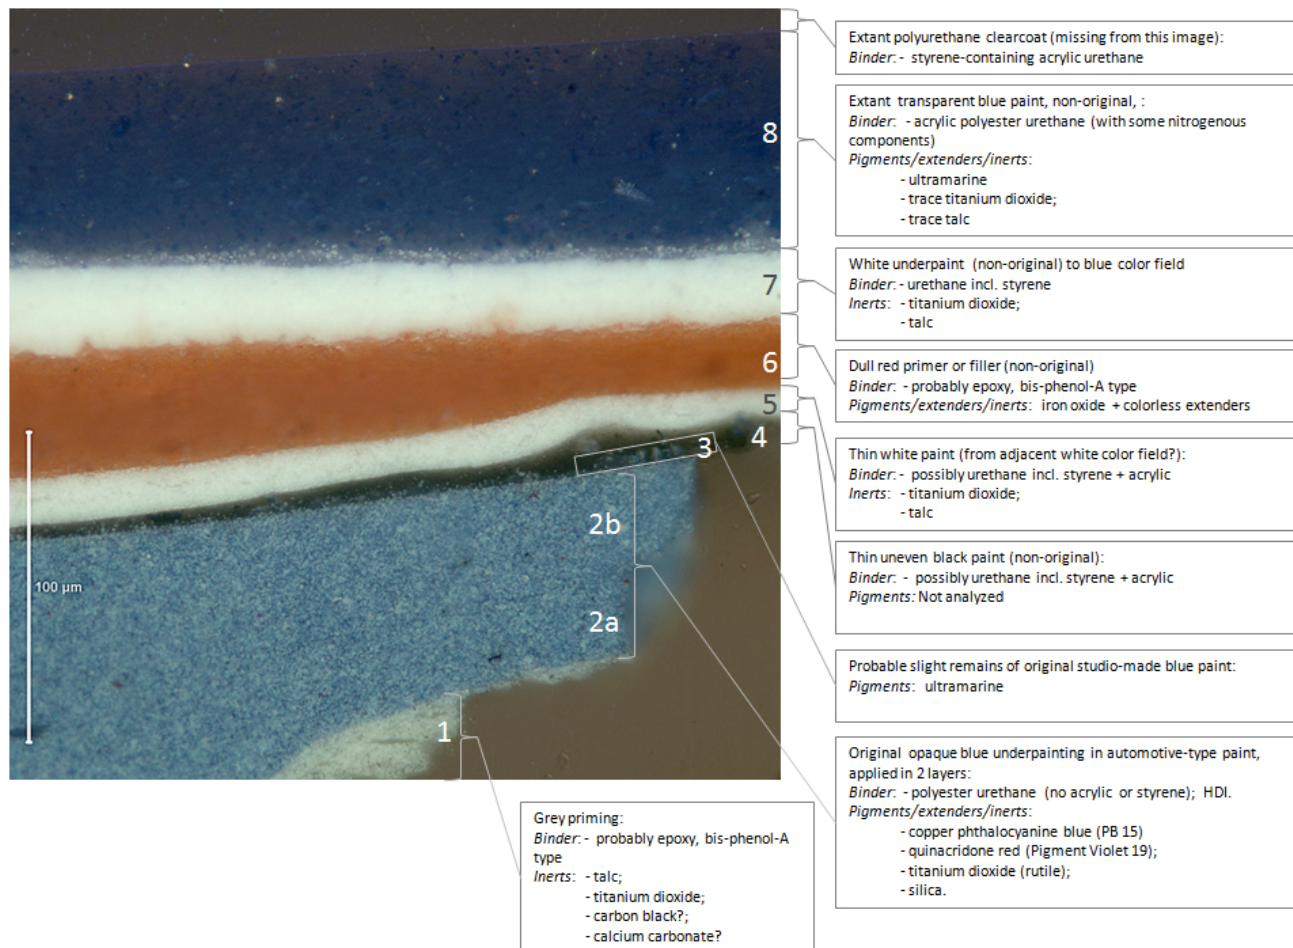 Extant polyurethane clearcoat (missing from this image):
Binder: - styrene-containing acrylic urethane
Extant transparent blue paint, non-original, :
Binder: - acrylic polyester urethane (with some nitrogenous
components)
Pigments/extenders/inerts:
- ultramarine
- trace titanium dioxide;
- trace talc
8
White underpaint (non-original) to blue color field
Binder: - urethane incl. styrene
Inerts: - titanium dioxide;
- talc
7
Dull red primer or filler (non-original)
Binder: - probably epoxy, bis-phenol-A type
Pigments/extenders/inerts: iron oxide + colorless extenders
6
5
4
3
Thin white paint (from adjacent white color field?):
Binder: - possibly urethane incl. styrene + acrylic
Inerts: - titanium dioxide;
- talc
2b
Thin uneven black paint (non-original):
Binder: - possibly urethane incl. styrene + acrylic
Pigments: Not analyzed
100 µm
2a
Probable slight remains of original studio-made blue paint:
Pigments: ultramarine
1
Original opaque blue underpainting in automotive-type paint,
applied in 2 layers:
Binder: - polyester urethane (no acrylic or styrene); HDI.
Pigments/extenders/inerts:
- copper phthalocyanine blue (PB 15)
- quinacridone red (Pigment Violet 19);
- titanium dioxide (rutile);
- silica.
Grey priming:
Binder: - probably epoxy, bis-phenol-A
type
Inerts: - talc;
- titanium dioxide;
- carbon black?;
- calcium carbonate?